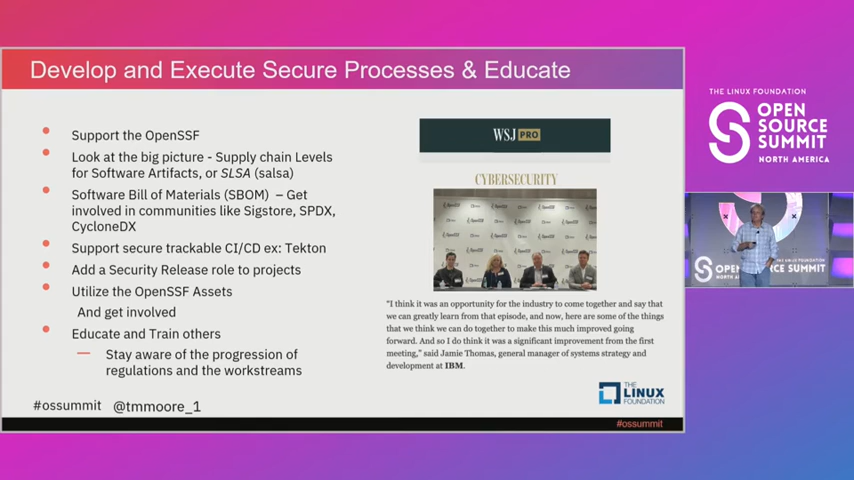 Develop and Execute Secure Processes & Educate
Support the OpenSSF
Look at the big picture - Supply chain Levels
for Software Artifacts, or SLSA (salsa)
Software Bill of Materials (SBOM) – Get
involved in communities like Sigstore, SPDX,
CycloneDX
Support secure trackable CI/CD ex: Tekton
Add a Security Release role to projects
Utilize the OpenSSF Assets
And get involved
Educate and Train others
— Stay aware of the progression of
regulations and the workstreams
#ossummit @tmmoore_1
WSJ PRO
CYBERSECURITY
"I think it was an opportunity for the industry to come together and say that
we can greatly learn from that episode, and now, here are some of the things
that we think we can do together to make this much improved going
forward. And so I do think it was a significant improvement from the first
meeting," said Jamie Thomas, general manager of systems strategy and
development at IBM.
THE
LINUX
FOUNDATION
#ossummit
THE LINUX FOUNDATION
OPEN
SOURCE
SUMMIT
NORTH AMERICA